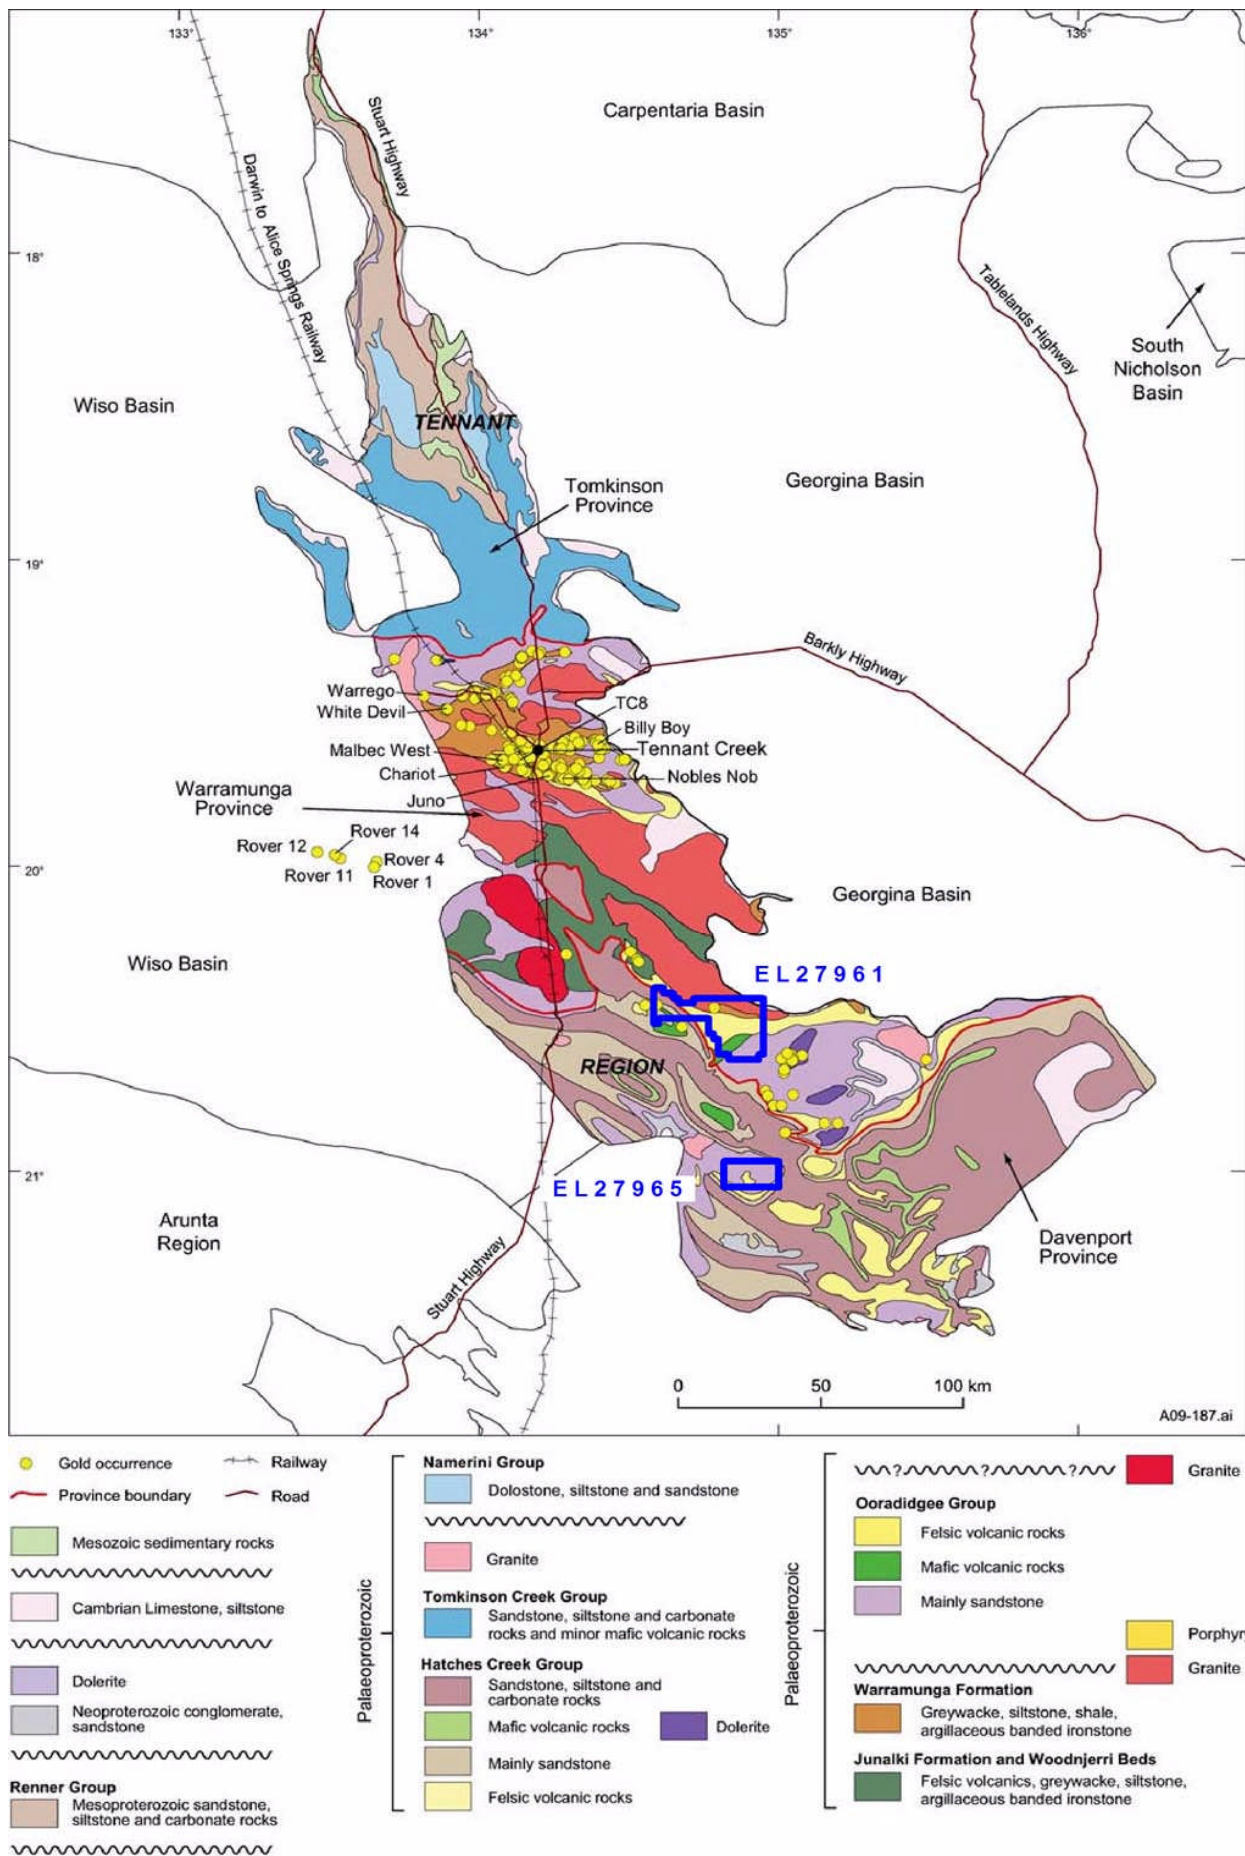 133°
134°
135°
136°
Carpentaria Basin
Stuart Highway
Darwin to Alice Springs Railway
18°
Tablelands Highway
South
Nicholson
Basin
Wiso Basin
TENNANT
Georgina Basin
Tomkinson
Province
19°
Barkly Highway
Warrego
White Devil
TC8
Billy Boy
Malbec West
Tennant Creek
Chariot
Nobles Nob
Juno
Warramunga
Province
Rover 14
Rover 12
Rover 4
Rover 11
Rover 1
20°
Georgina Basin
Wiso Basin
EL27961
REGION
21°
EL27965
Arunta
Region
Davenport
Province
Stuart Highway
0 50 100 km
A09-187.ai
Gold occurrence
Railway
Province boundary
Road
Mesozoic sedimentary rocks
Cambrian Limestone, siltstone
Dolerite
Neoproterozoic conglomerate,
sandstone
Renner Group
Mesoproterozoic sandstone,
siltstone and carbonate rocks
Palaeoproterozoic
Namerini Group
Dolostone, siltstone and sandstone
Granite
Tomkinson Creek Group
Sandstone, siltstone and carbonate
rocks and minor mafic volcanic rocks
Hatches Creek Group
Sandstone, siltstone and
carbonate rocks
Mafic volcanic rocks
Dolerite
Mainly sandstone
Felsic volcanic rocks
Palaeoproterozoic
? ? ?
Granite
Ooradidgee Group
Felsic volcanic rocks
Mafic volcanic rocks
Mainly sandstone
Porphyr
Granite
Warramunga Formation
Greywacke, siltstone, shale,
argillaceous banded ironstone
Junalki Formation and Woodnjerri Beds
Felsic volcanics, greywacke, siltstone,
argillaceous banded ironstone